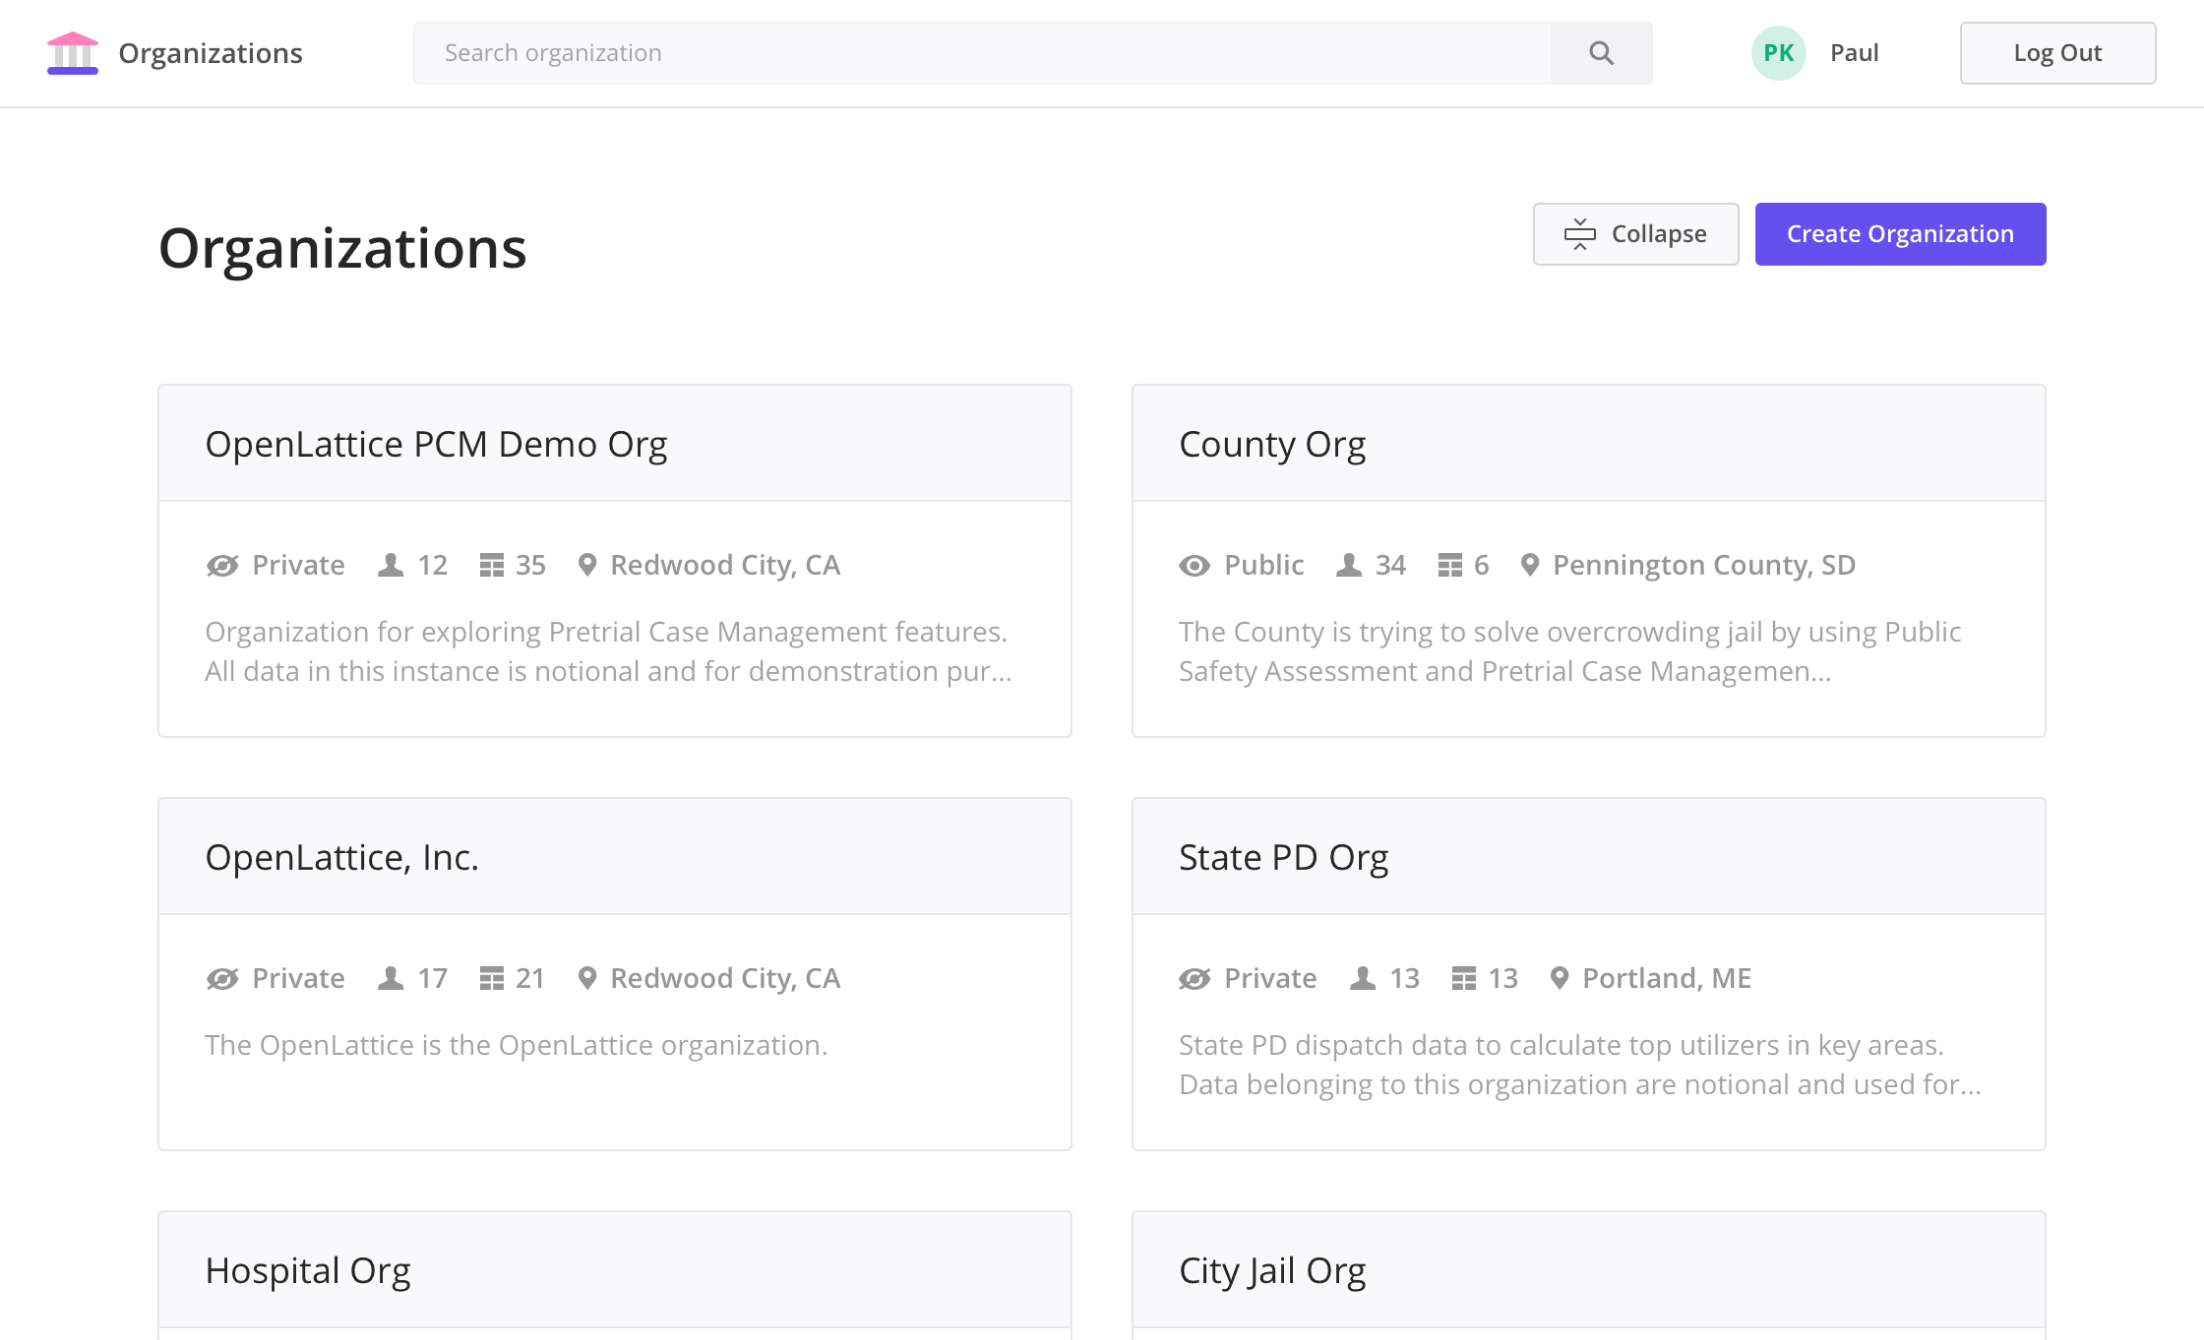 Organizations
Search organization
PK
Paul
Log Out
Organizations
Collapse
Create Organization
OpenLattice PCM Demo Org
Private 12 35 Redwood City, CA
Organization for exploring Pretrial Case Management features.
All data in this instance is notional and for demonstration pur...
County Org
Public 34 6 Pennington County, SD
The County is trying to solve overcrowding jail by using Public
Safety Assessment and Pretrial Case Managemen...
OpenLattice, Inc.
Private 17 21 Redwood City, CA
The OpenLattice is the OpenLattice organization.
State PD Org
Private 13 13 Portland, ME
State PD dispatch data to calculate top utilizers in key areas.
Data belonging to this organization are notional and used for...
Hospital Org
City Jail Org